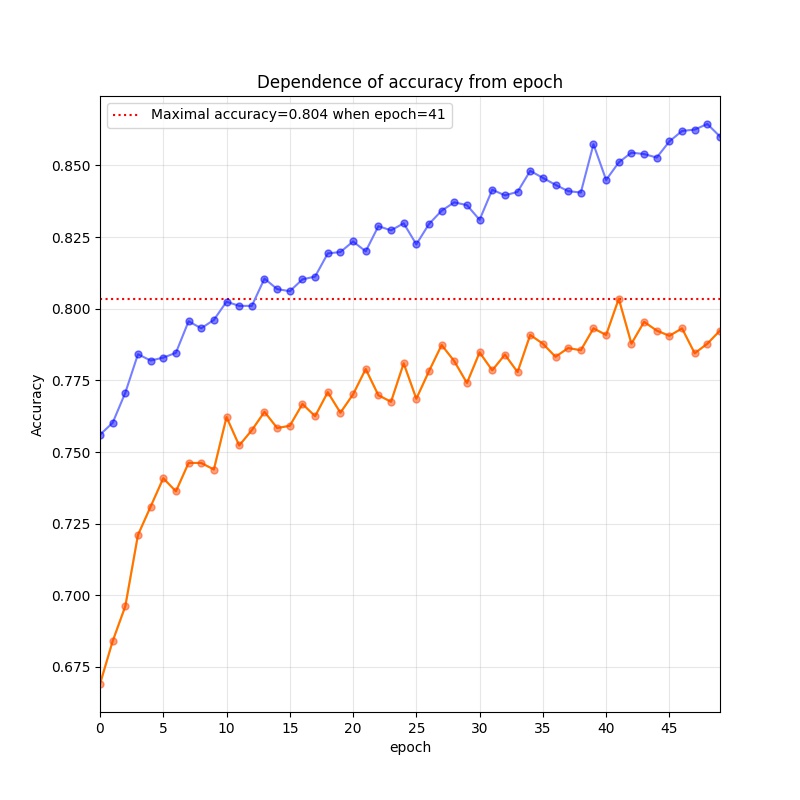 Dependence of accuracy from epoch
Maximal accuracy=0.804 when epoch=41
0.850
0.825
0.800
0.775
0.750
0.725
0.700
0.675
Accuracy
0 5 10 15 20 25 30 35 40 45
epoch